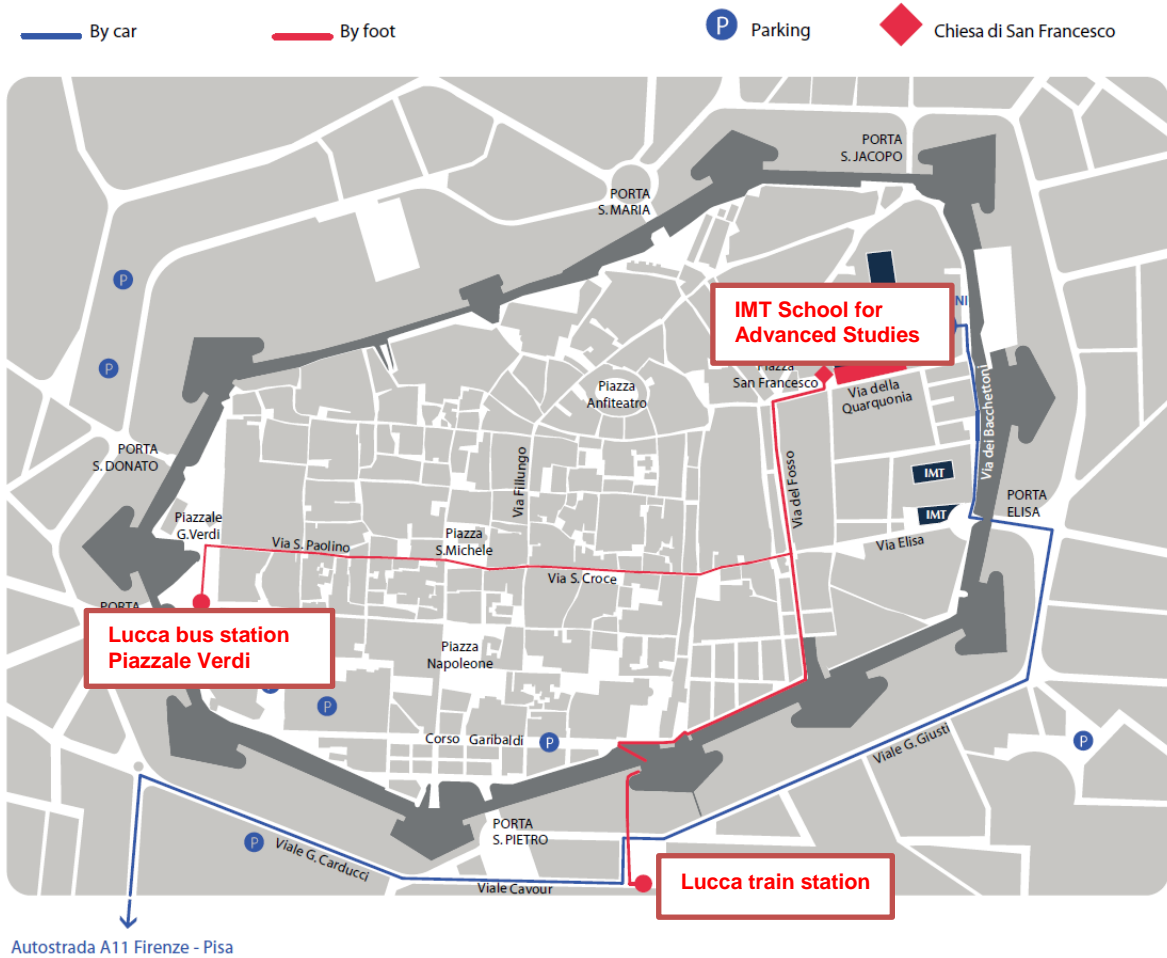 By car
By foot
P
Parking
Chiesa di San Francesco
PORTA
S. JACOPO
PORTA
S. MARIA
P
IMT School for
Advanced Studies
NI
P
Piazza
San Francesco
Piazza
Anfiteatro
Via della
Quarquonia
Via dei Bacchettoni
PORTA
S. DONATO
Via Fillungo
Via del Fosso
IMT
PORTA
ELISA
IMT
Piazzale
G.Verdi
Via S. Paolino
Piazza
S.Michele
Via Elisa
Via S. Croce
PORTA
Lucca bus station
Piazzale Verdi
Piazza
Napoleone
P
Corso Garibaldi
P
Viale G. Giusti
P
PORTA
S. PIETRO
P
Viale G. Carducci
Viale Cavour
Lucca train station
Autostrada A11 Firenze - Pisa